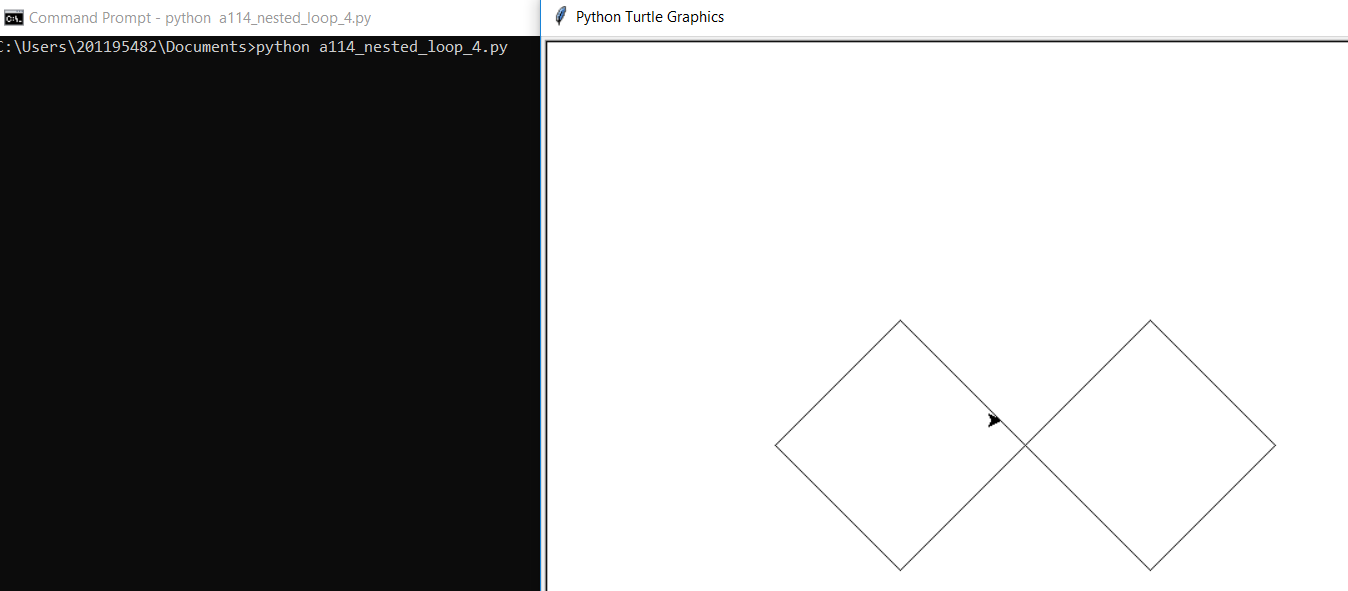 Command Prompt - python  a114_nested_loop_4.py
C:\Users\201195482\Documents>python a114_nested_loop_4.py
Python Turtle Graphics